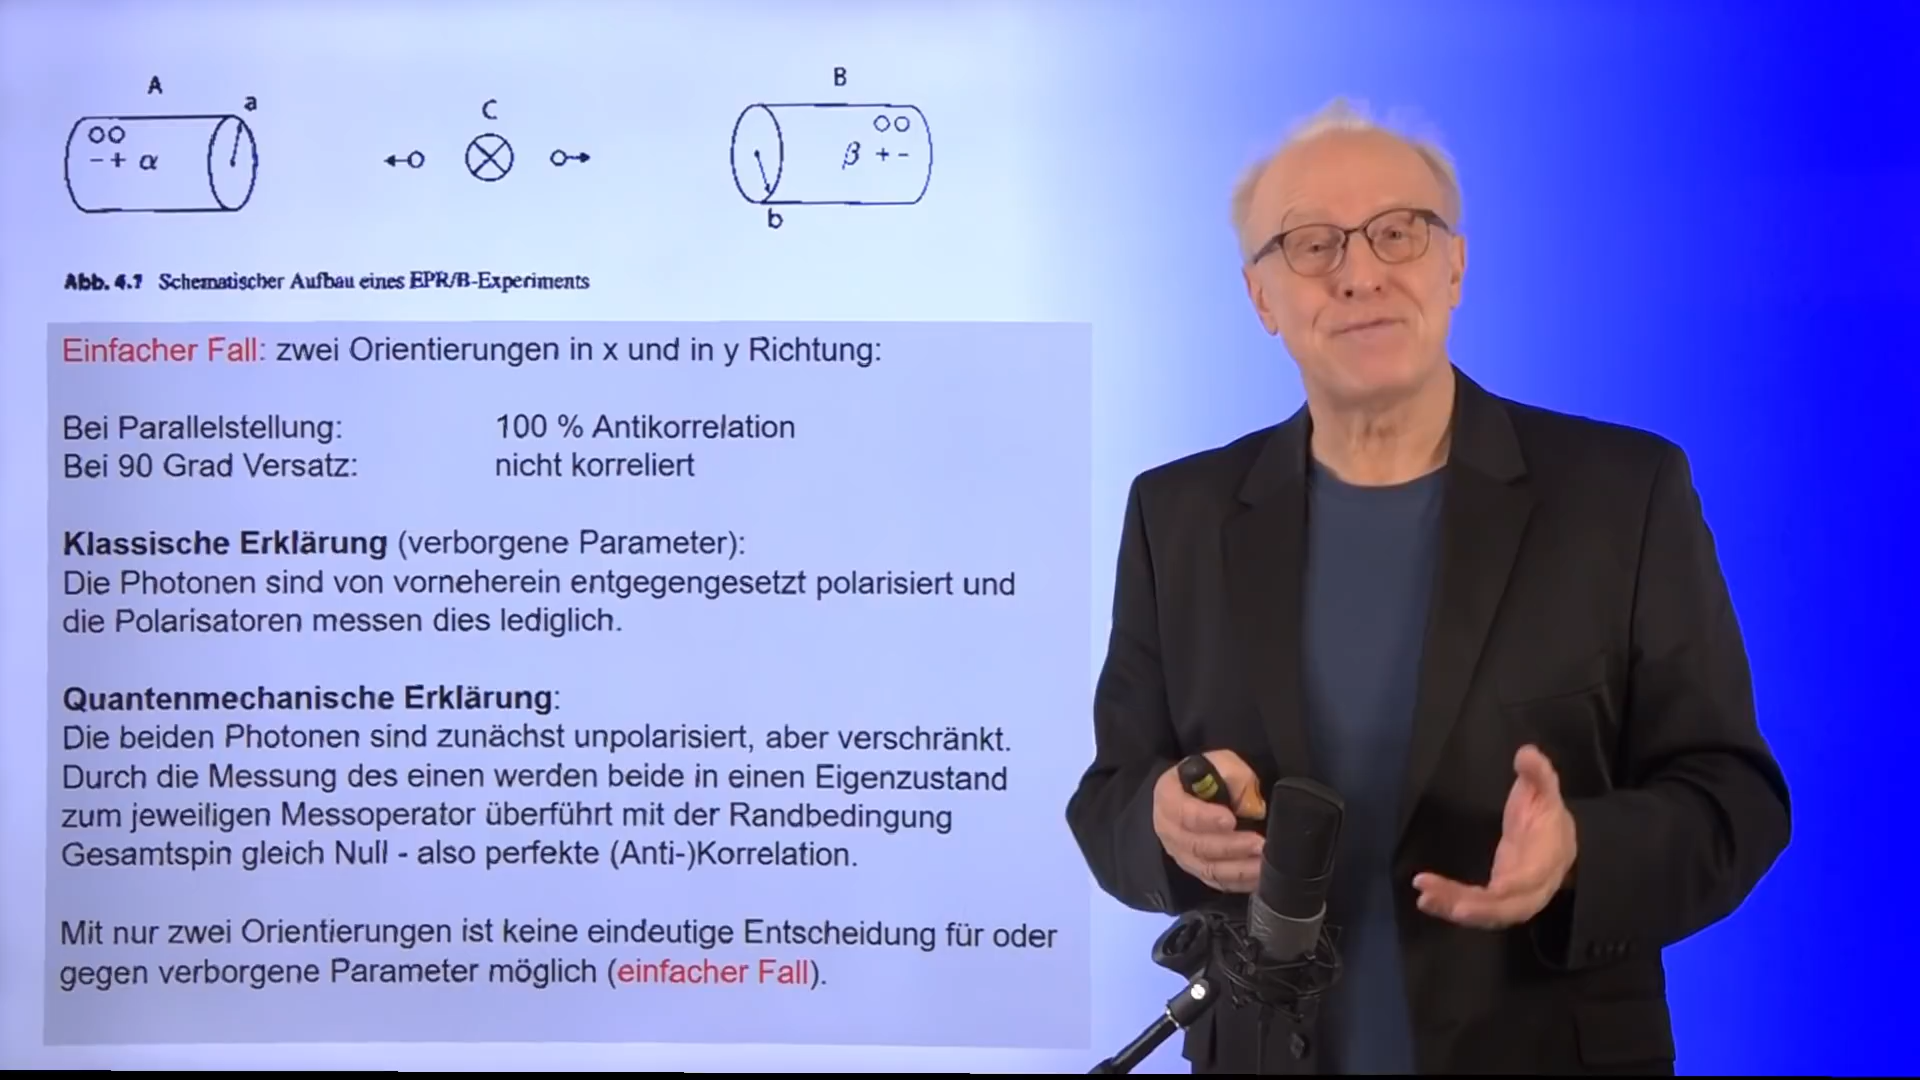 A
a
C
B
- + α
β + -
b
Abb. 4.1 Schematischer Aufbau eines EPR/B-Experiments
Einfacher Fall: zwei Orientierungen in x und in y Richtung:
Bei Parallelstellung: 100 % Antikorrelation
Bei 90 Grad Versatz: nicht korreliert
Klassische Erklärung (verborgene Parameter):
Die Photonen sind von vorneherein entgegengesetzt polarisiert und
die Polarisatoren messen dies lediglich.
Quantenmechanische Erklärung:
Die beiden Photonen sind zunächst unpolarisiert, aber verschränkt.
Durch die Messung des einen werden beide in einen Eigenzustand
zum jeweiligen Messoperator überführt mit der Randbedingung
Gesamtspin gleich Null - also perfekte (Anti-)Korrelation.
Mit nur zwei Orientierungen ist keine eindeutige Entscheidung für oder
gegen verborgene Parameter möglich (einfacher Fall).